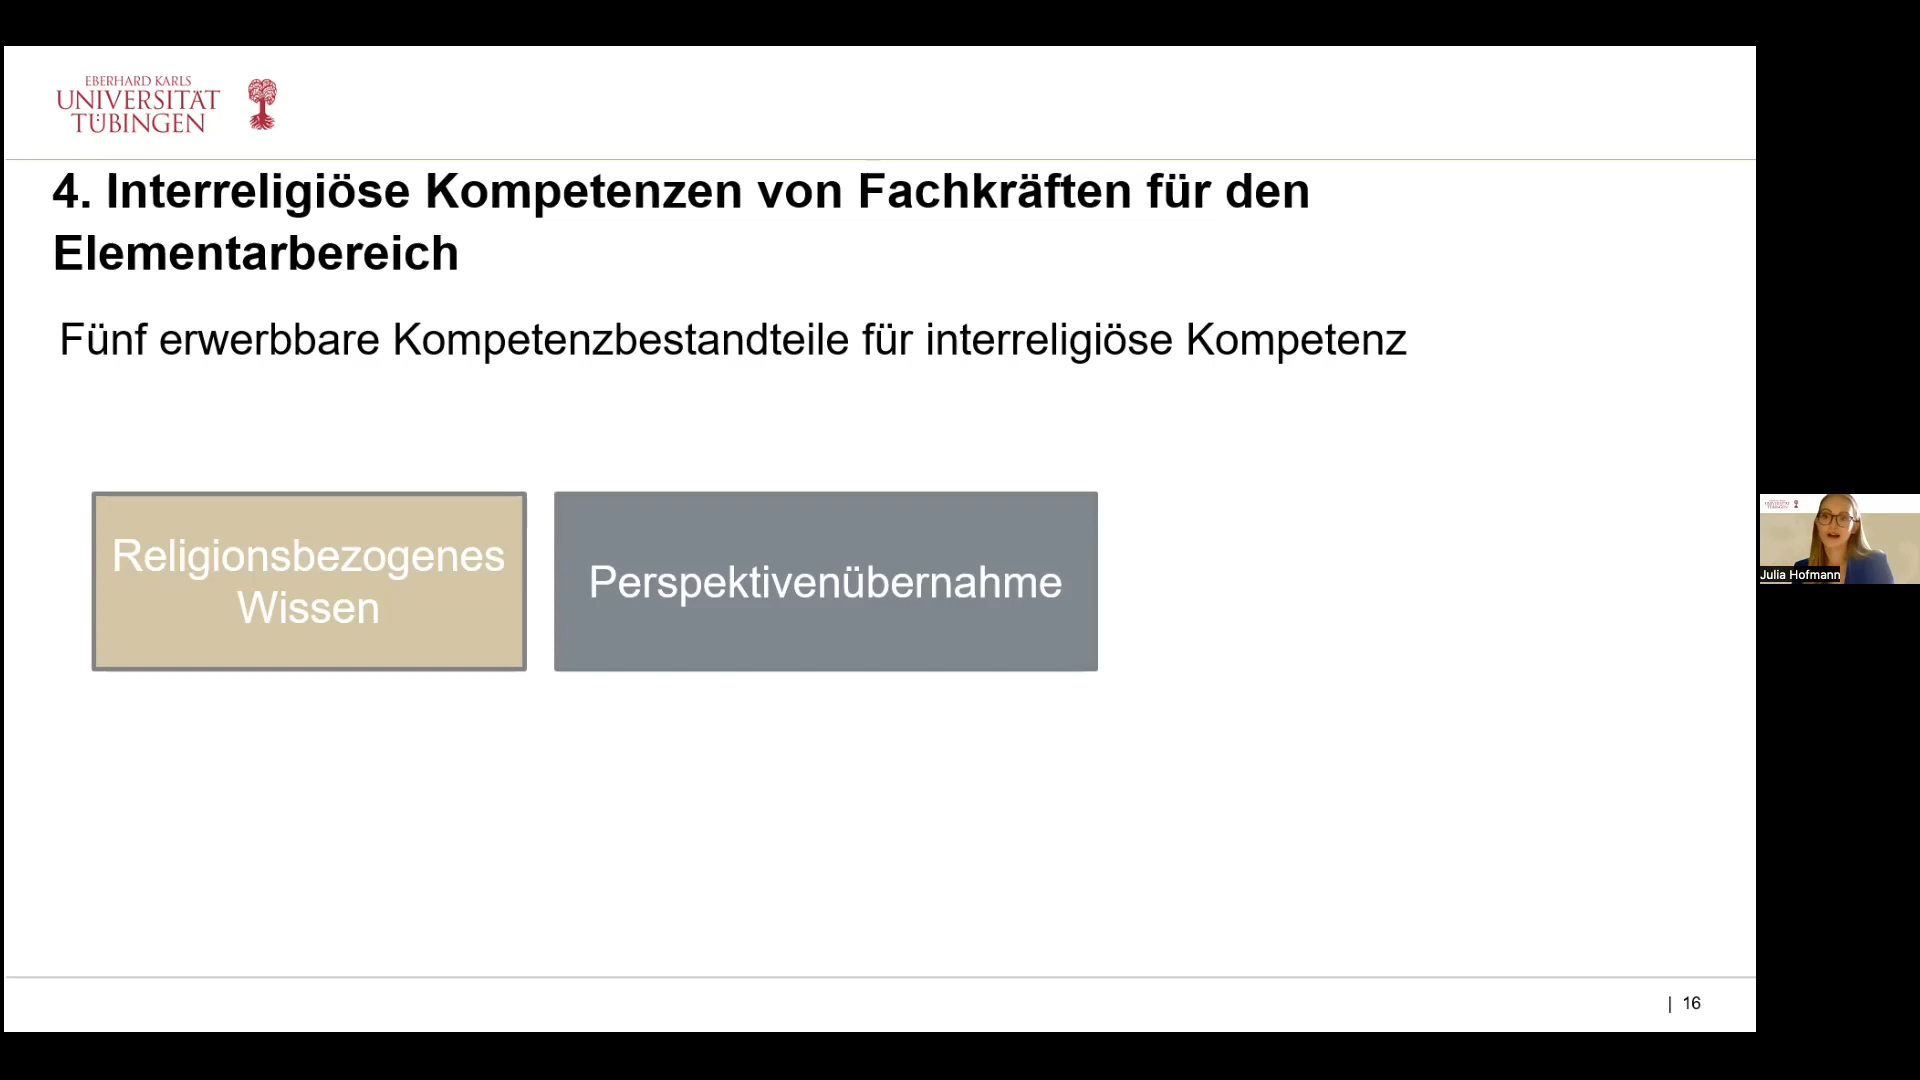 EBERHARD KARLS
UNIVERSITÄT
TÜBINGEN
4. Interreligiöse Kompetenzen von Fachkräften für den
Elementarbereich
Fünf erwerbbare Kompetenzbestandteile für interreligiöse Kompetenz
Religionsbezogenes
Wissen
Perspektivenübernahme
Julia Hofmann
| 16